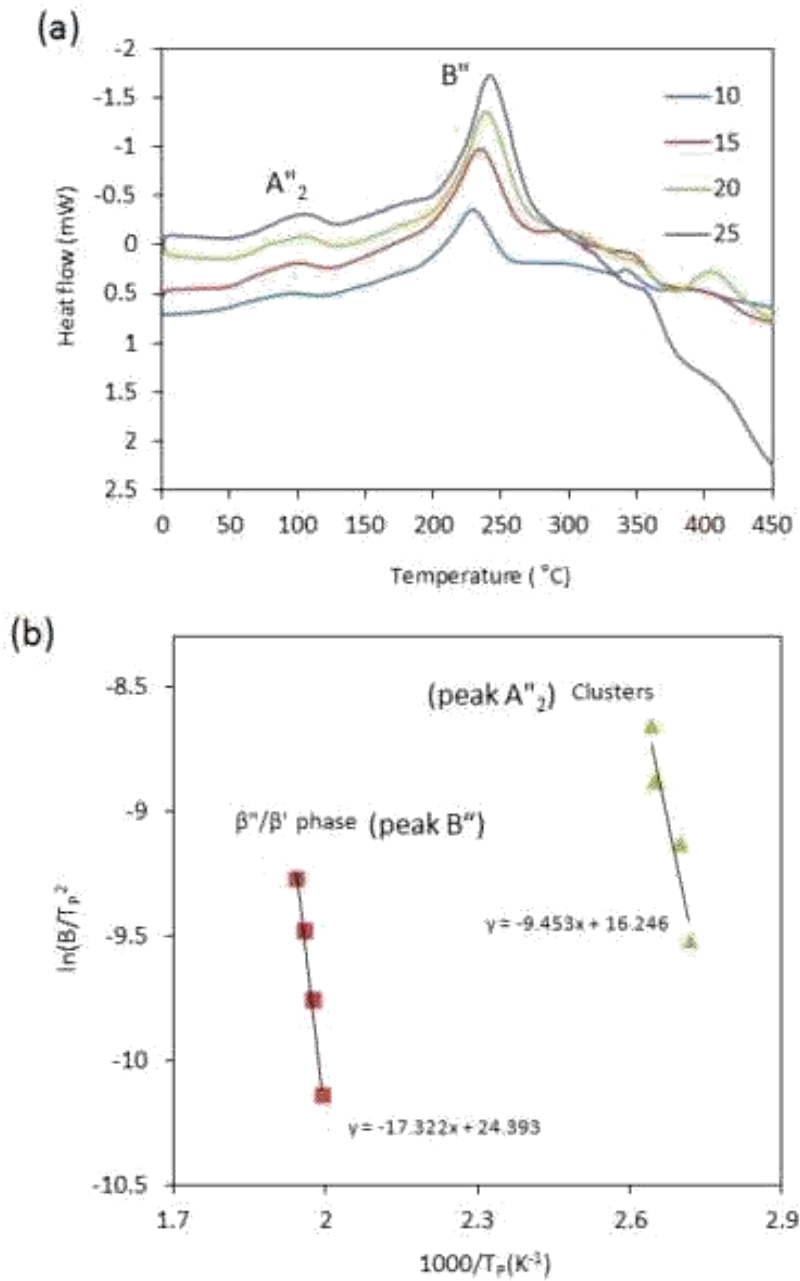 (a)
-2
-1.5
-1
-0.5
0
0.5
1
1.5
2
2.5
Heat flow (mW)
A"2
B"
10
15
20
25
0 50 100 150 200 250 300 350 400 450
Temperature ( °C)
(b)
-8.5
-9
-9.5
-10
-10.5
ln(B/TP²
(peak A"2) Clusters
β"/β' phase (peak B“)
y = -9.453x + 16.246
y = -17.322x + 24.393
1.7 2 2.3 2.6 2.9
1000/TP(K-1)